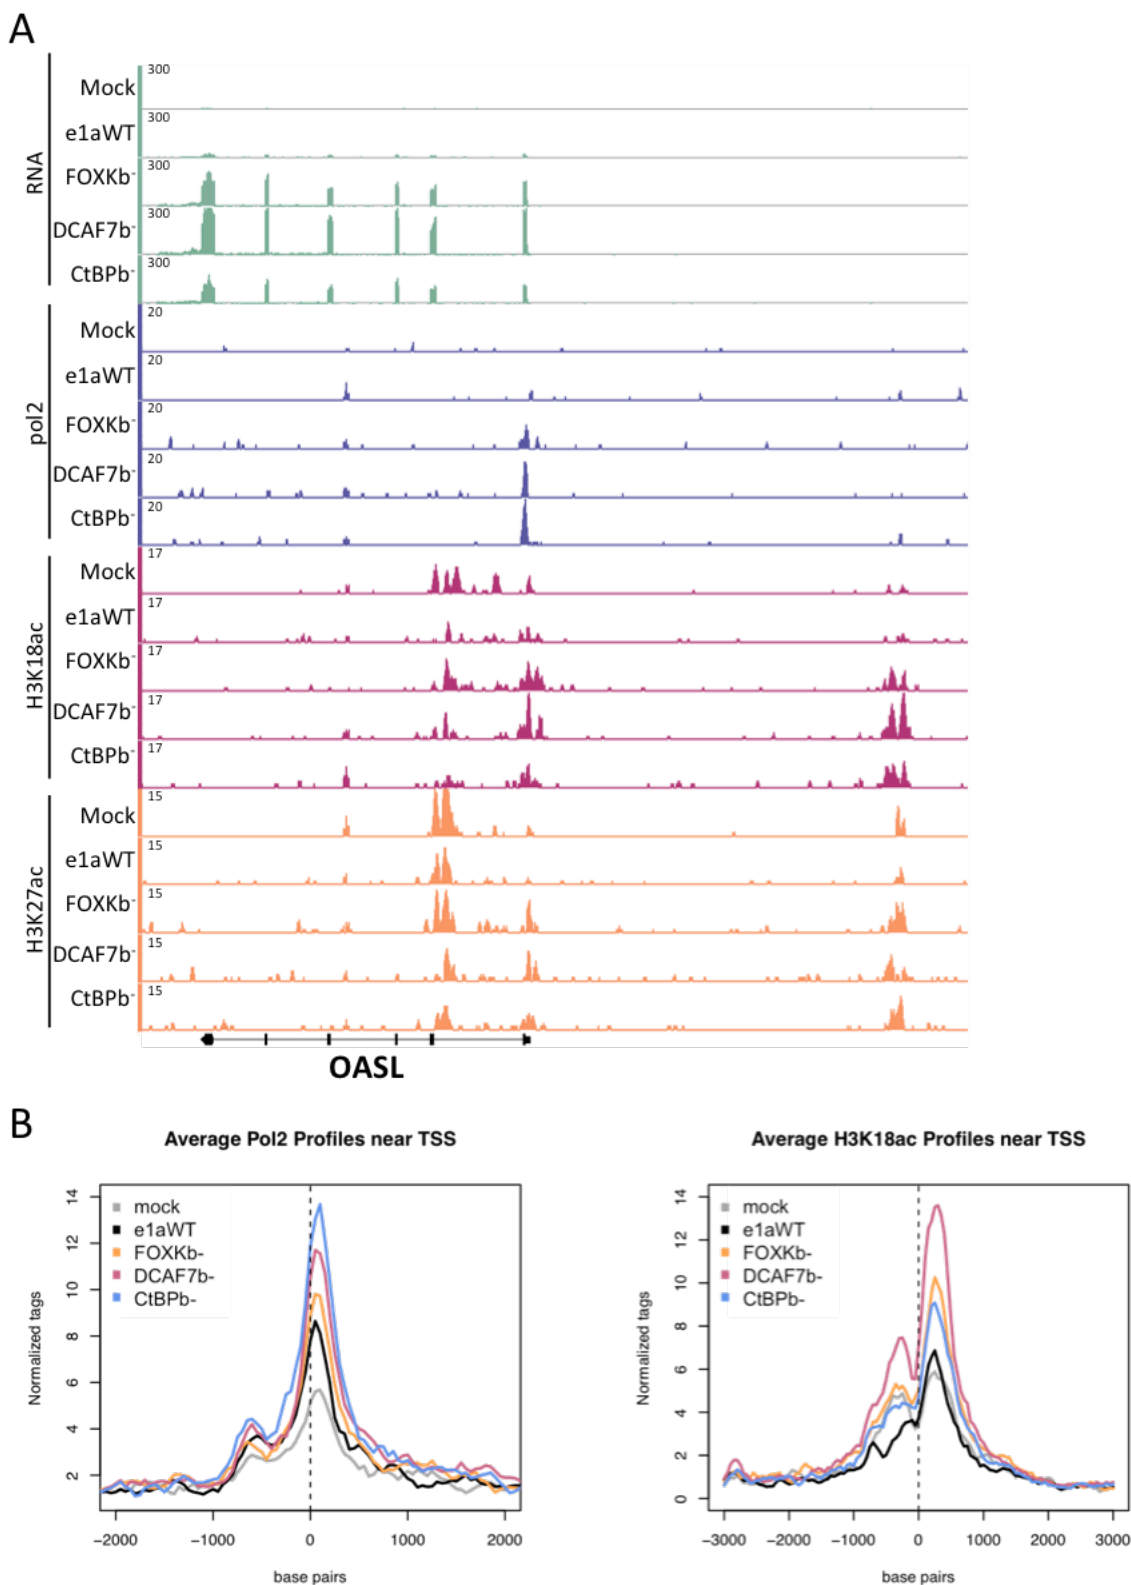 A
RNA
Mock 300
e1aWT 300
FOXKb- 300
DCAF7b- 300
CtBPb- 300
pol2
Mock 20
e1aWT 20
FOXKb- 20
DCAF7b- 20
CtBPb- 20
H3K18ac
Mock 17
e1aWT 17
FOXKb- 17
DCAF7b- 17
CtBPb- 17
H3K27ac
Mock 15
e1aWT 15
FOXKb- 15
DCAF7b- 15
CtBPb- 15
OASL
B
Average Pol2 Profiles near TSS
Normalized tags
14
12
10
8
6
4
2
mock
e1aWT
FOXKb-
DCAF7b-
CtBPb-
−2000 −1000 0 1000 2000
base pairs
Average H3K18ac Profiles near TSS
Normalized tags
14
12
10
8
6
4
2
0
mock
e1aWT
FOXKb-
DCAF7b-
CtBPb-
−3000 −2000 −1000 0 1000 2000 3000
base pairs